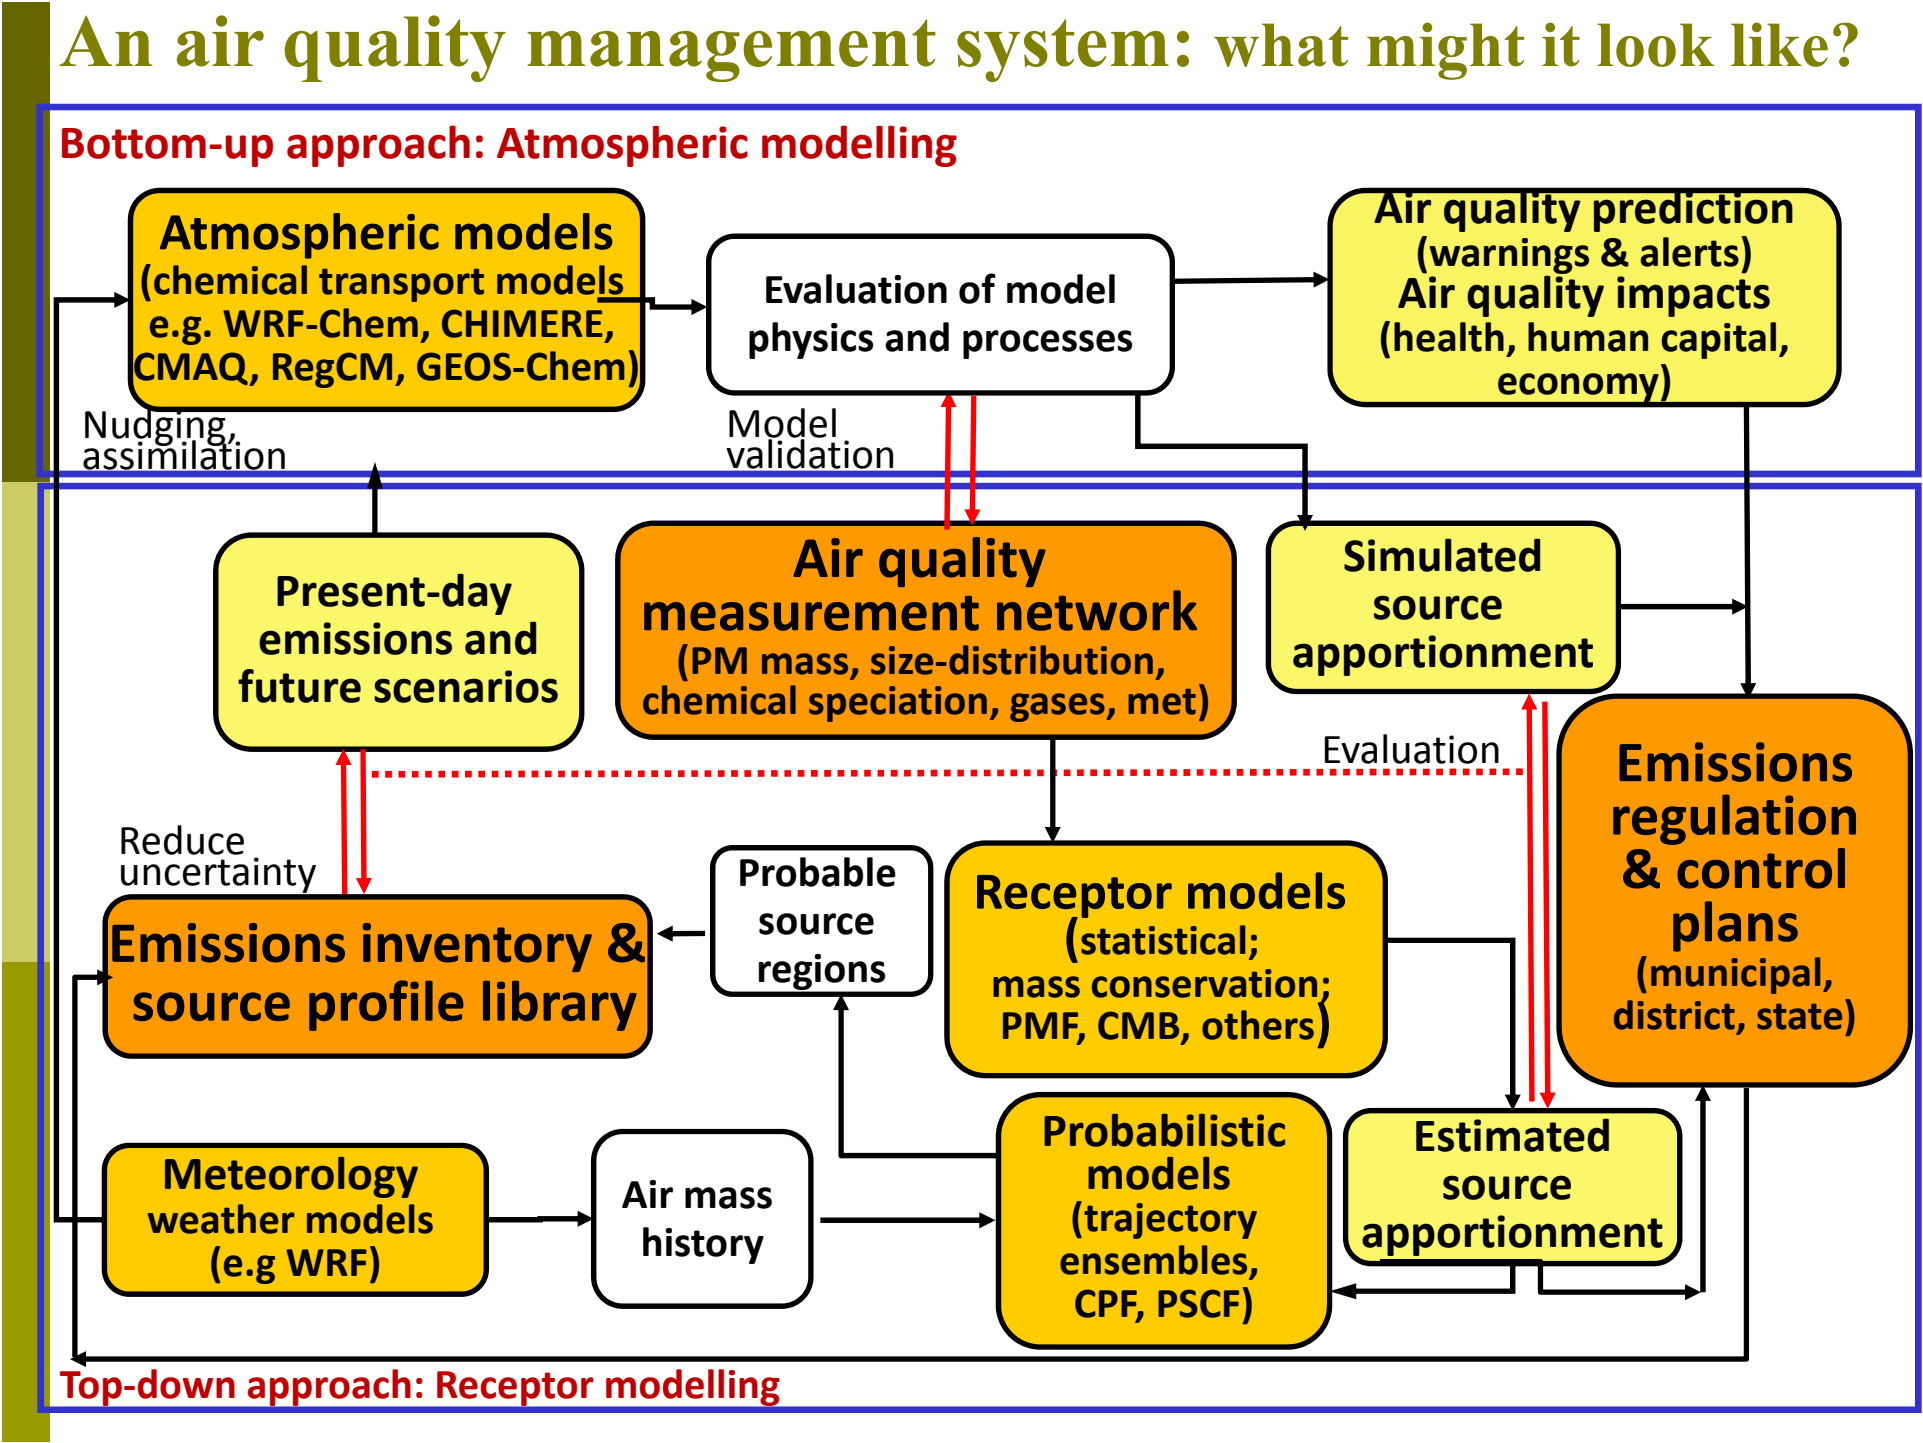 An air quality management system: what might it look like?
Bottom-up approach: Atmospheric modelling
Atmospheric models
(chemical transport models
e.g. WRF-Chem, CHIMERE,
CMAQ, RegCM, GEOS-Chem)
Evaluation of model
physics and processes
Air quality prediction
(warnings & alerts)
Air quality impacts
(health, human capital,
economy)
Nudging,
assimilation
Model
validation
Present-day
emissions and
future scenarios
Air quality
measurement network
(PM mass, size-distribution,
chemical speciation, gases, met)
Simulated
source
apportionment
Evaluation
Emissions
regulation
& control
plans
(municipal,
district, state)
Reduce
uncertainty
Emissions inventory &
source profile library
Probable
source
regions
Receptor models
(statistical;
mass conservation;
PMF, CMB, others)
Meteorology
weather models
(e.g WRF)
Air mass
history
Probabilistic
models
(trajectory
ensembles,
CPF, PSCF)
Estimated
source
apportionment
Top-down approach: Receptor modelling